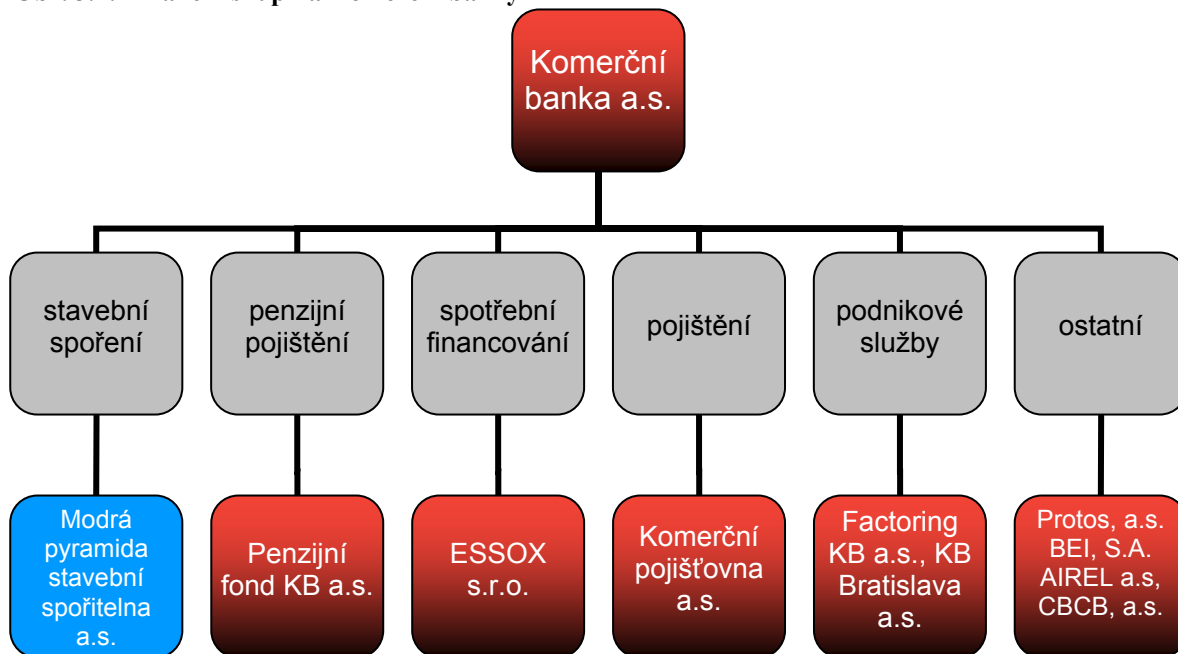 Komerční
banka a.s.
stavební
spoření
penzijní
pojištění
spotřební
financování
pojištění
podnikové
služby
ostatní
Modrá
pyramida
stavební
spořitelna
a.s.
Penzijní
fond KB a.s.
ESSOX
s.r.o.
Komerční
pojišťovna
a.s.
Factoring
KB a.s., KB
Bratislava
a.s.
Protos, a.s.
BEI, S.A.
AIREL a.s,
CBCB, a.s.